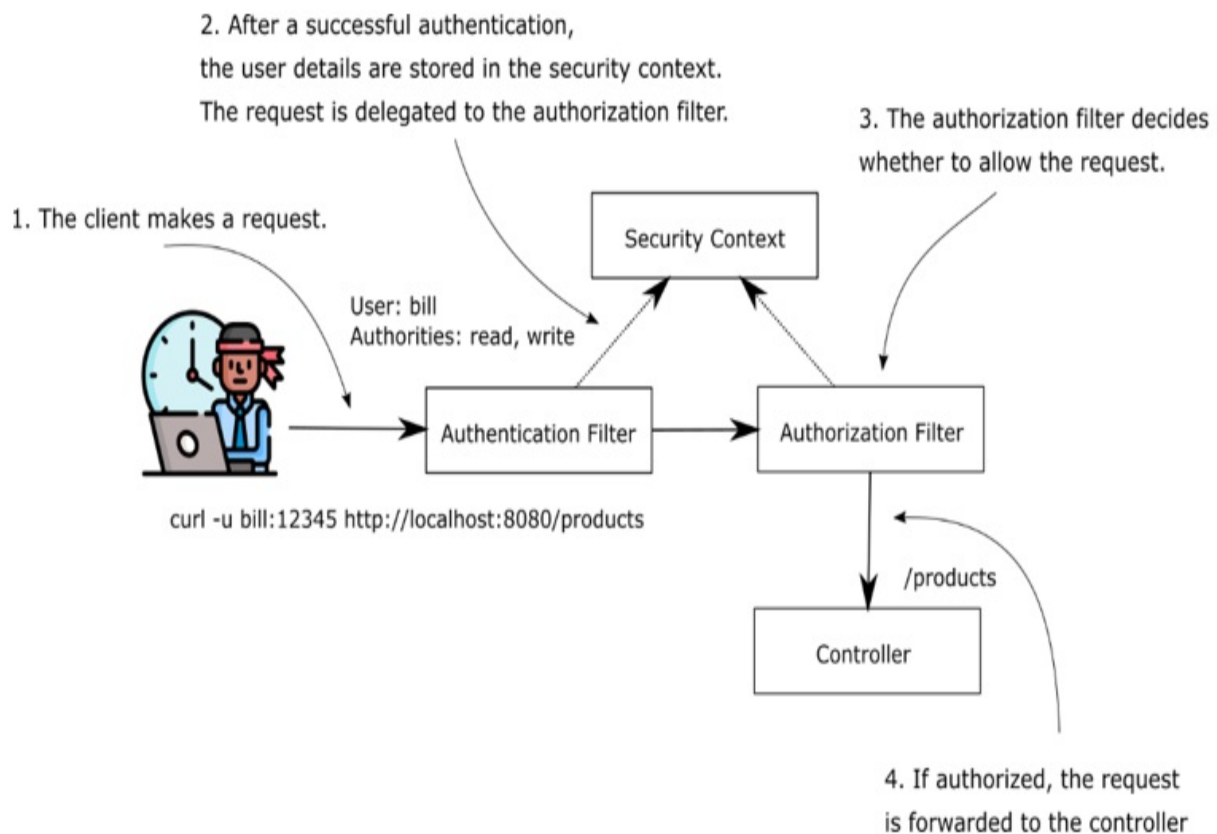 2. After a successful authentication,
the user details are stored in the security context.
The request is delegated to the authorization filter.
3. The authorization filter decides
whether to allow the request.
1. The client makes a request.
Security Context
User: bill
Authorities: read, write
Authentication Filter
Authorization Filter
curl -u bill:12345 http://localhost:8080/products
/products
Controller
4. If authorized, the request
is forwarded to the controller